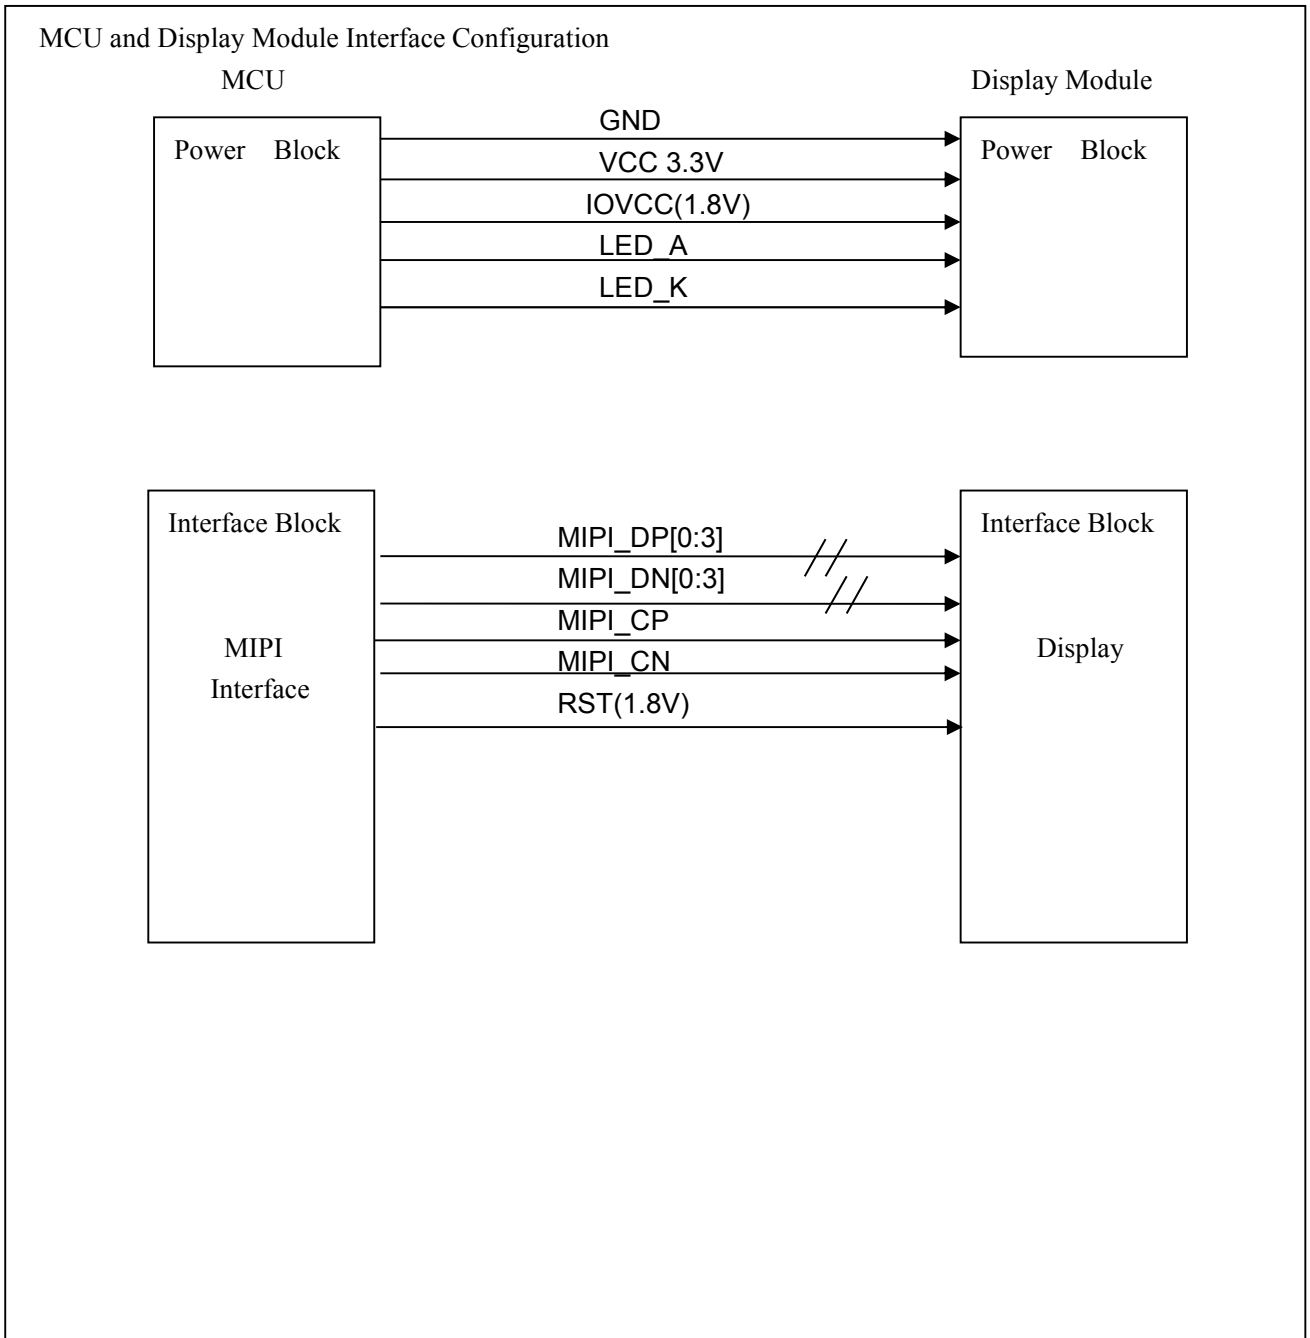 MCU and Display Module Interface Configuration
MCU
Display Module
Power Block
GND
VCC 3.3V
IOVCC(1.8V)
LED_A
LED_K
Power Block
Interface Block
MIPI
Interface
MIPI_DP[0:3]
MIPI_DN[0:3]
MIPI_CP
MIPI_CN
RST(1.8V)
Interface Block
Display